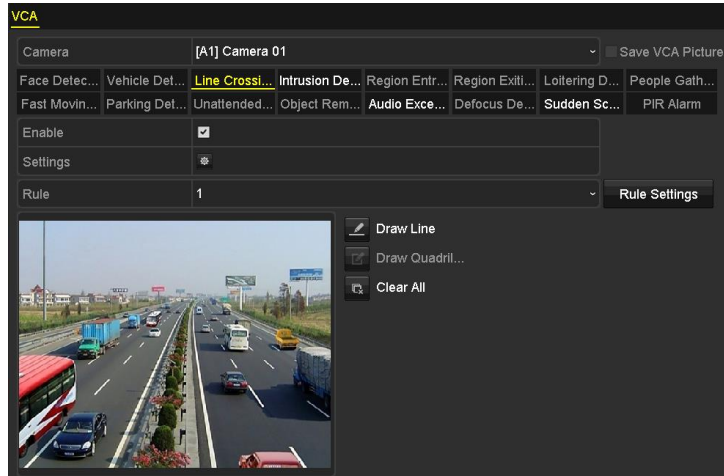 VCA
Camera [A1] Camera 01 Save VCA Picture
Face Detec... Vehicle Det... Line Crossi... Intrusion De... Region Entr... Region Exiti... Loitering D... People Gath...
Fast Movin... Parking Det... Unattended... Object Rem... Audio Exce... Defocus De... Sudden Sc... PIR Alarm
Enable
Settings
Rule 1 Rule Settings
Draw Line
Draw Quadril...
Clear All